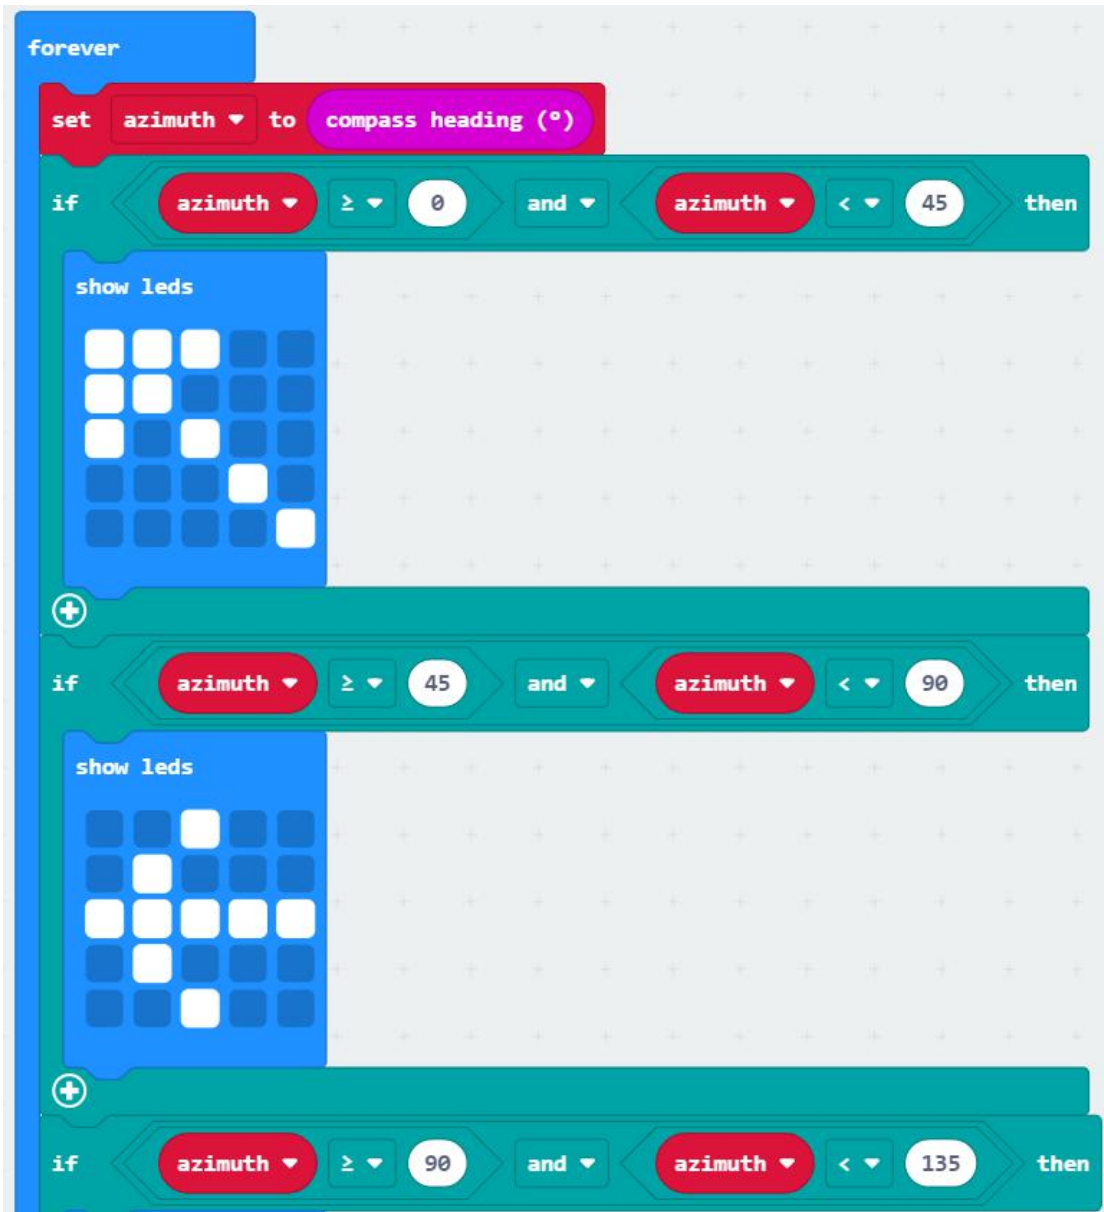 forever
set azimuth to compass heading (°)
if azimuth ≥ 0 and azimuth < 45 then
show leds
if azimuth ≥ 45 and azimuth < 90 then
show leds
if azimuth ≥ 90 and azimuth < 135 then